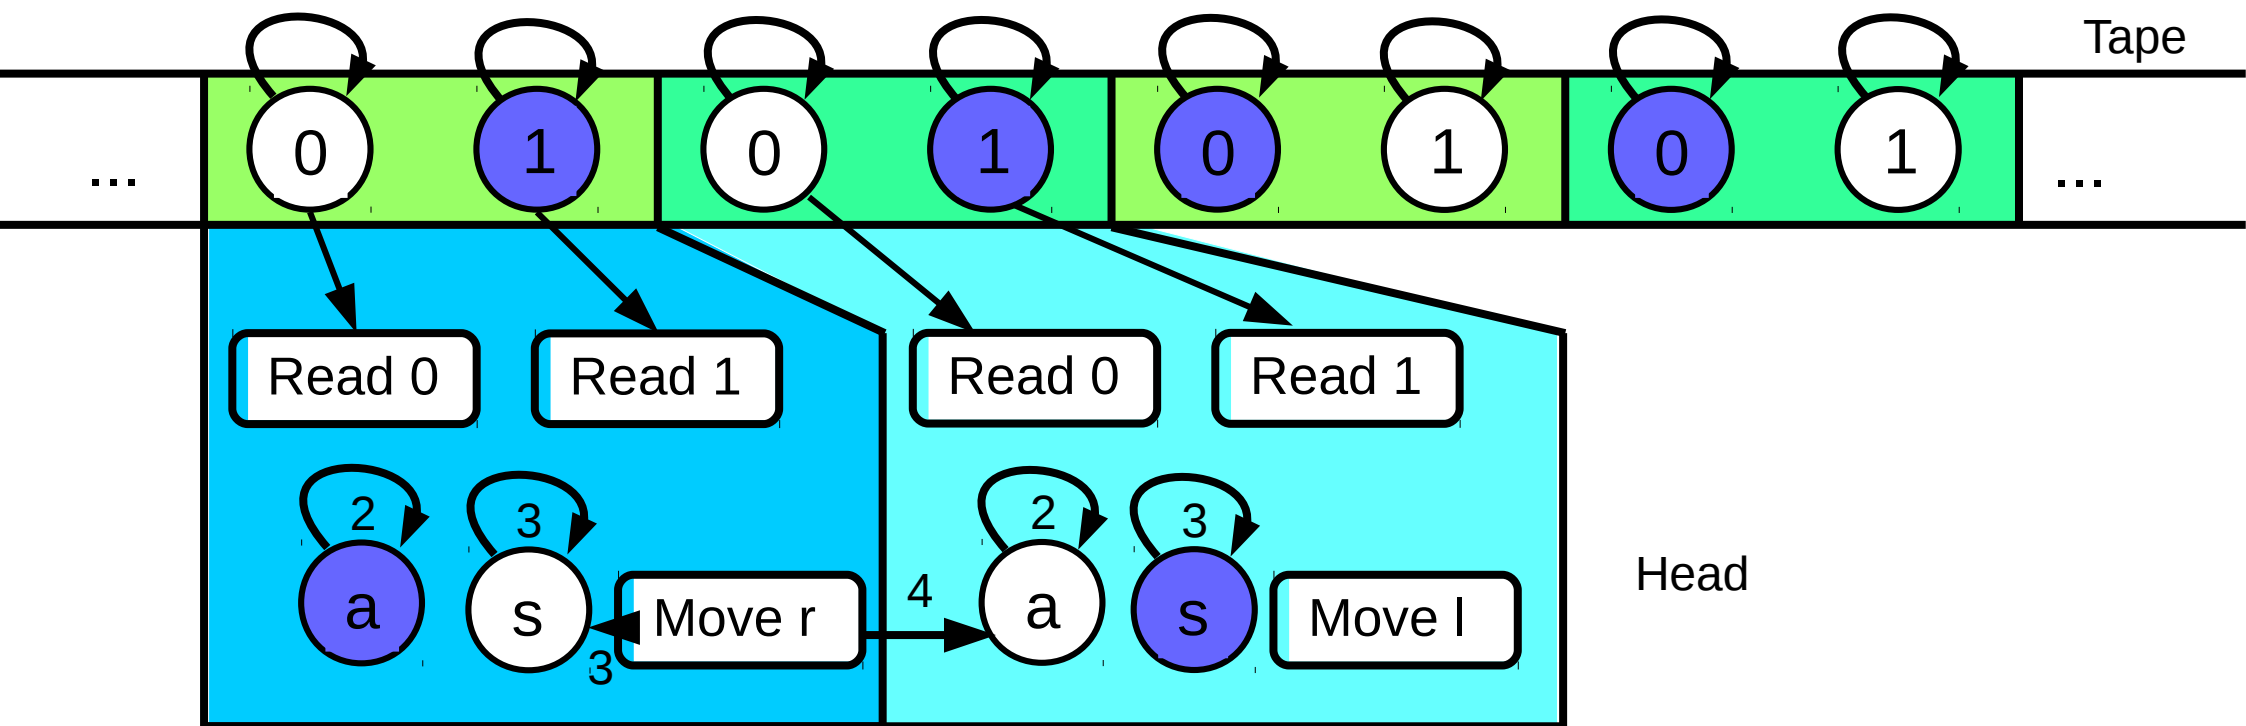 Tape
... 0 1 0 1 0 1 0 1 ...
Read 0 Read 1 Read 0 Read 1
2 3 2 3
a s Move r 4 a s Move l Head
3